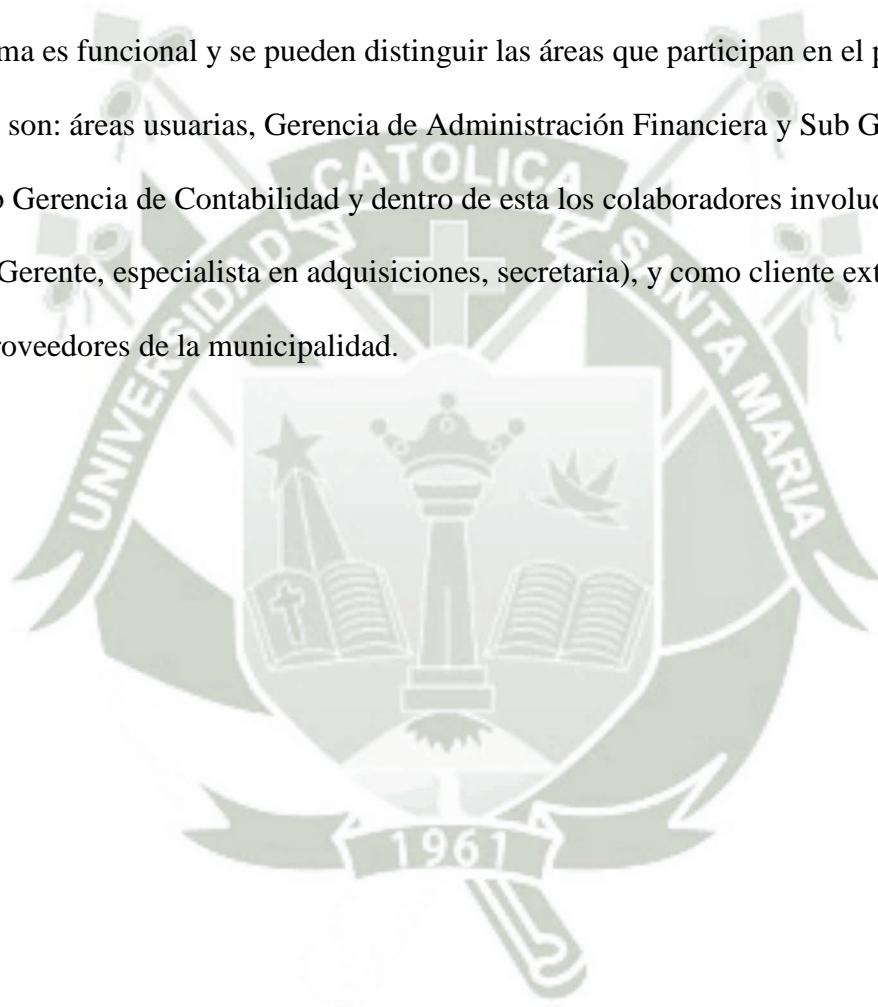 ma es funcional y se pueden distinguir las áreas que participan en el p
son: áreas usuarias, Gerencia de Administración Financiera y Sub G
Gerencia de Contabilidad y dentro de esta los colaboradores involuc
Gerente, especialista en adquisiciones, secretaria), y como cliente ext
roveedores de la municipalidad.
UNIVERSIDAD CATOLICA SANTA MARIA
1961